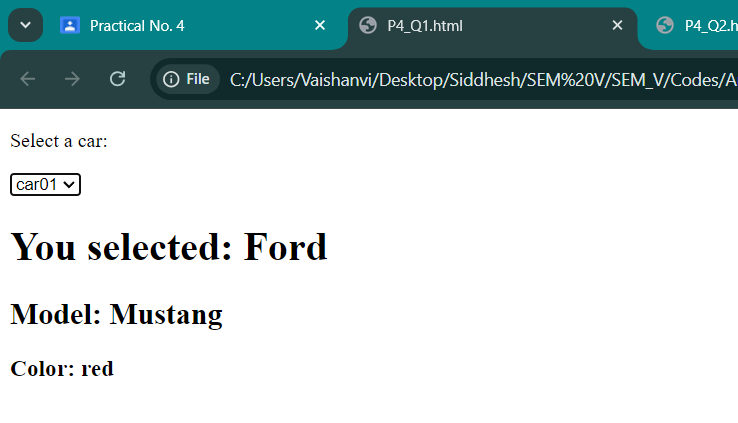 Practical No. 4
P4_Q1.html
P4_Q2.h
File
C:/Users/Vaishanvi/Desktop/Siddhesh/SEM%20V/SEM_V/Codes/A
Select a car:
car01
You selected: Ford
Model: Mustang
Color: red